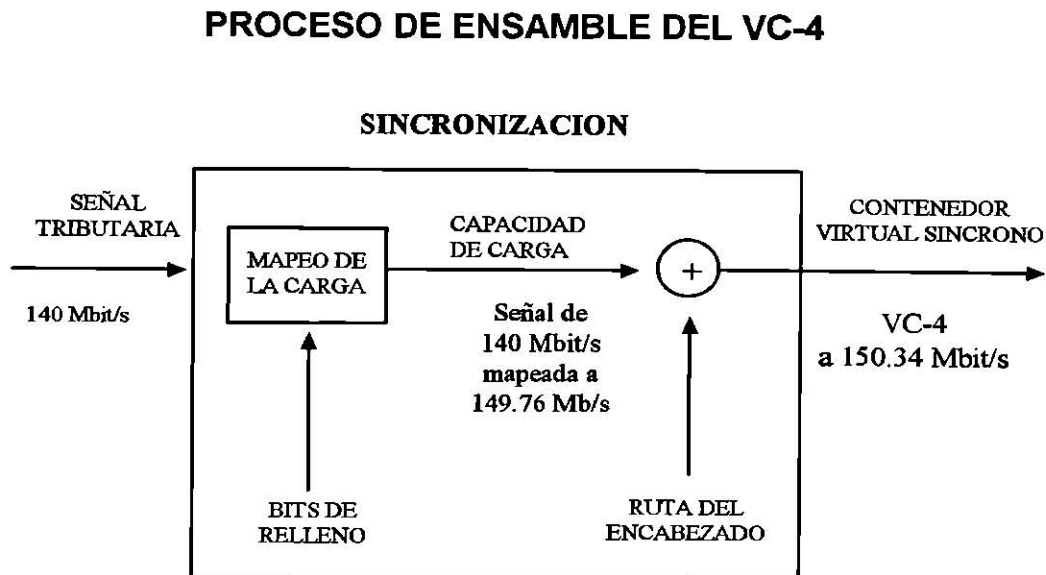 PROCESO DE ENSAMBLE DEL VC-4
SINCRONIZACION
SEÑAL
TRIBUTARIA
140 Mbit/s
MAPEO DE
LA CARGA
BITS DE
RELLENO
CAPACIDAD
DE CARGA
Señal de
140 Mbit/s
mapeada a
149.76 Mb/s
+
RUTA DEL
ENCABEZADO
CONTENEDOR
VIRTUAL SINCRONO
VC-4
a 150.34 Mbit/s